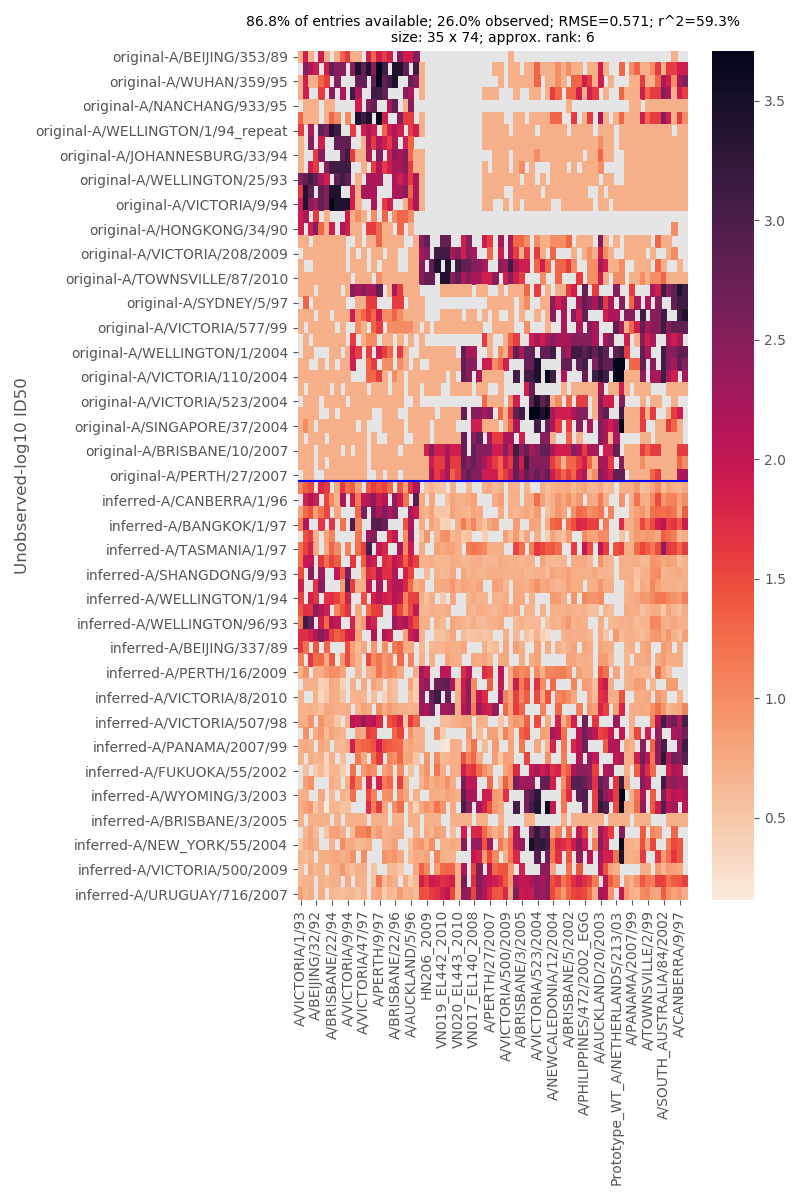 86.8% of entries available; 26.0% observed; RMSE=0.571; r^2=59.3%
size: 35 x 74; approx. rank: 6
Unobserved-log10 ID50
original-A/BEIJING/353/89
original-A/WUHAN/359/95
original-A/NANCHANG/933/95
original-A/WELLINGTON/1/94_repeat
original-A/JOHANNESBURG/33/94
original-A/WELLINGTON/25/93
original-A/VICTORIA/9/94
original-A/HONGKONG/34/90
original-A/VICTORIA/208/2009
original-A/TOWNSVILLE/87/2010
original-A/SYDNEY/5/97
original-A/VICTORIA/577/99
original-A/WELLINGTON/1/2004
original-A/VICTORIA/110/2004
original-A/VICTORIA/523/2004
original-A/SINGAPORE/37/2004
original-A/BRISBANE/10/2007
original-A/PERTH/27/2007
inferred-A/CANBERRA/1/96
inferred-A/BANGKOK/1/97
inferred-A/TASMANIA/1/97
inferred-A/SHANGDONG/9/93
inferred-A/WELLINGTON/1/94
inferred-A/WELLINGTON/96/93
inferred-A/BEIJING/337/89
inferred-A/PERTH/16/2009
inferred-A/VICTORIA/8/2010
inferred-A/VICTORIA/507/98
inferred-A/PANAMA/2007/99
inferred-A/FUKUOKA/55/2002
inferred-A/WYOMING/3/2003
inferred-A/BRISBANE/3/2005
inferred-A/NEW_YORK/55/2004
inferred-A/VICTORIA/500/2009
inferred-A/URUGUAY/716/2007
A/VICTORIA/1/93
A/BEIJING/32/92
A/BRISBANE/22/94
A/VICTORIA/9/94
A/VICTORIA/47/97
A/PERTH/9/97
A/BRISBANE/22/96
A/AUCKLAND/5/96
HN206_2009
VN019_EL442_2010
VN020_EL443_2010
VN017_EL140_2008
A/PERTH/27/2007
A/VICTORIA/500/2009
A/BRISBANE/3/2005
A/VICTORIA/523/2004
A/NEWCALEDONIA/12/2004
A/BRISBANE/5/2002
A/PHILIPPINES/472/2002_EGG
A/AUCKLAND/20/2003
Prototype_WT_A/NETHERLANDS/213/03
A/PANAMA/2007/99
A/TOWNSVILLE/2/99
A/SOUTH_AUSTRALIA/84/2002
A/CANBERRA/9/97
3.5
3.0
2.5
2.0
1.5
1.0
0.5